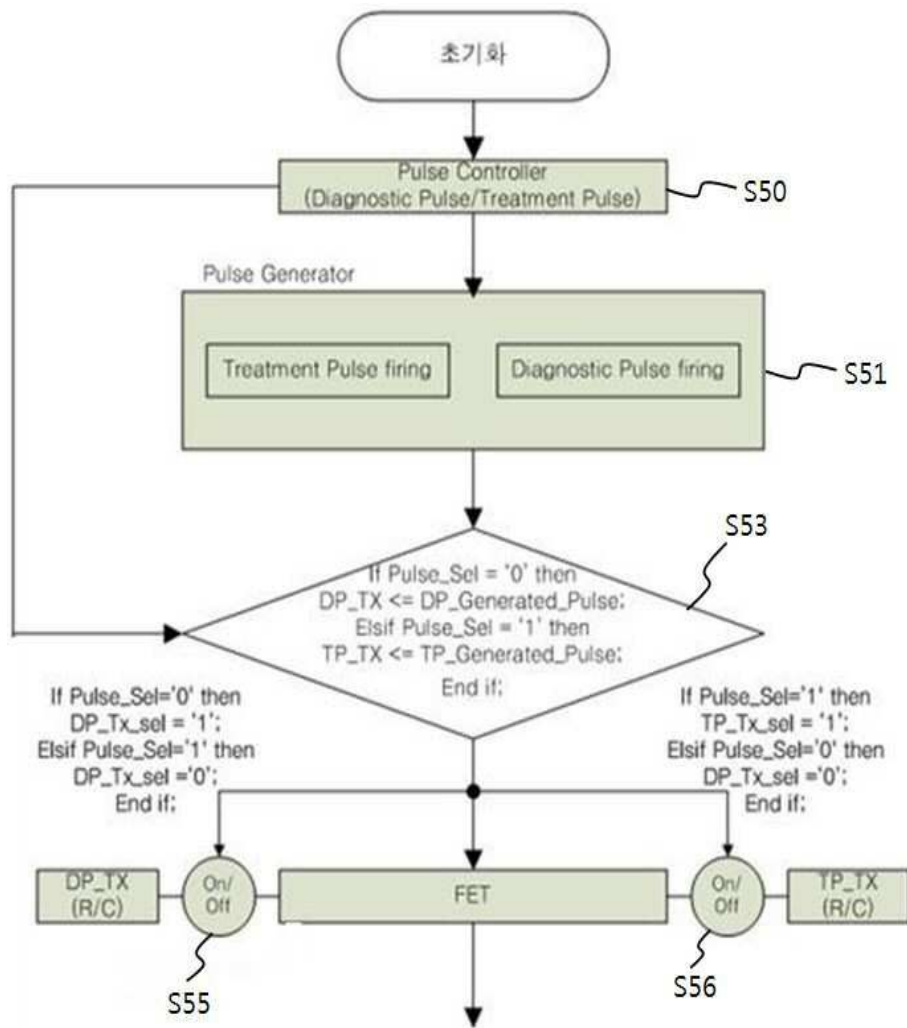 초기화
Pulse Controller
(Diagnostic Pulse/Treatment Pulse)
S50
Pulse Generator
Treatment Pulse firing
Diagnostic Pulse firing
S51
S53
If Pulse_Sel = '0' then
DP_TX <= DP_Generated_Pulse;
Elsif Pulse_Sel = '1' then
TP_TX <= TP_Generated_Pulse;
End if;
If Pulse_Sel='0' then
DP_Tx_sel = '1';
Elsif Pulse_Sel='1' then
DP_Tx_sel ='0';
End if;
If Pulse_Sel='1' then
TP_Tx_sel = '1';
Elsif Pulse_Sel='0' then
DP_Tx_sel ='0';
End if;
DP_TX
(R/C)
On/
Off
FET
On/
Off
TP_TX
(R/C)
S55
S56